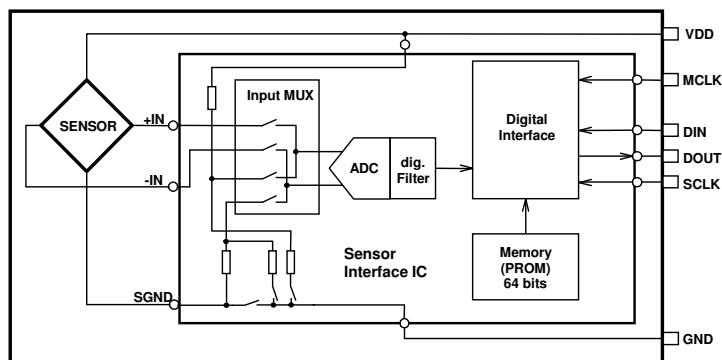 VDD
MCLK
Input MUX
+IN
SENSOR
Digital
Interface
DIN
DOUT
ADC
dig.
Filter
-IN
SCLK
Sensor
Interface IC
Memory
(PROM)
64 bits
SGND
GND